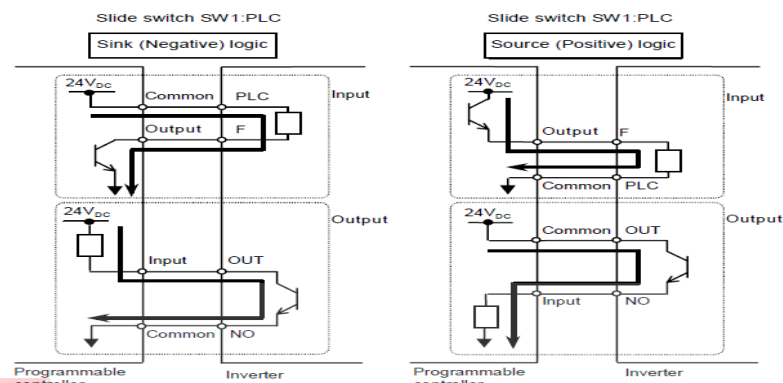 Slide switch SW1:PLC
Sink (Negative) logic
24VDC
Common PLC
Input
Output F
24VDC
Output
Input OUT
Common NO
Programmable
controller
Inverter
Slide switch SW1:PLC
Source (Positive) logic
24VDC
Input
Output F
Common PLC
24VDC
Output
Common OUT
Input NO
Programmable
controller
Inverter